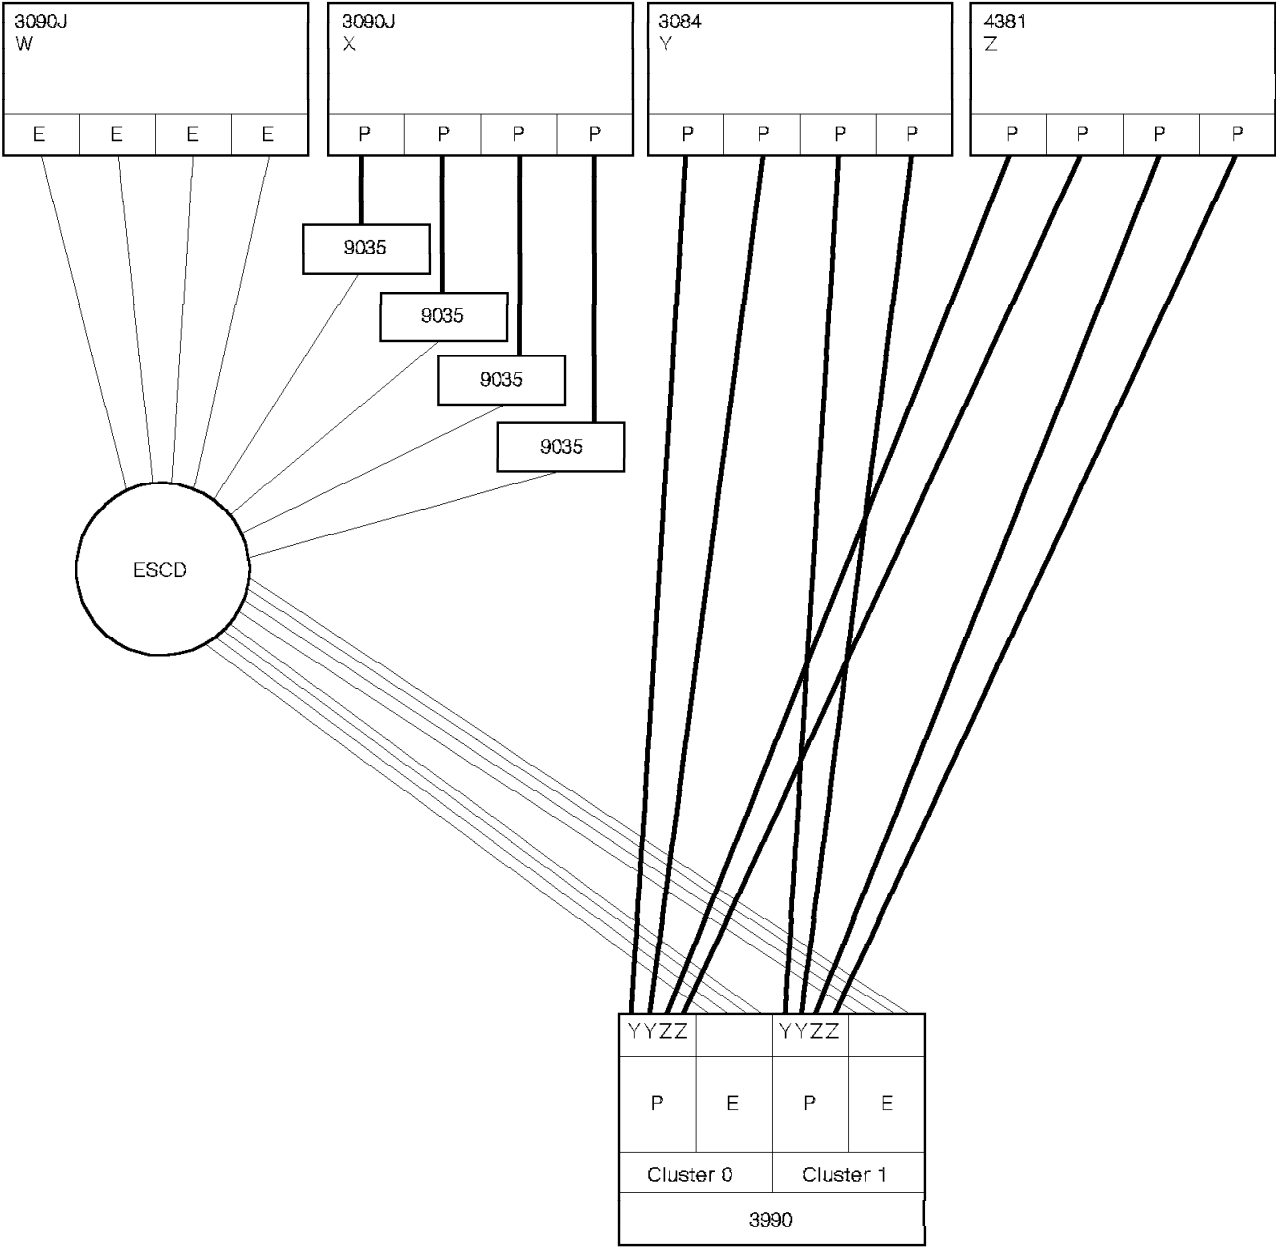 3090J
W
E E E E
3090J
X
P P P P
3084
Y
P P P P
4381
Z
P P P P
9035
9035
9035
9035
ESCD
YYZZ YYZZ
P E P E
Cluster 0 Cluster 1
3990